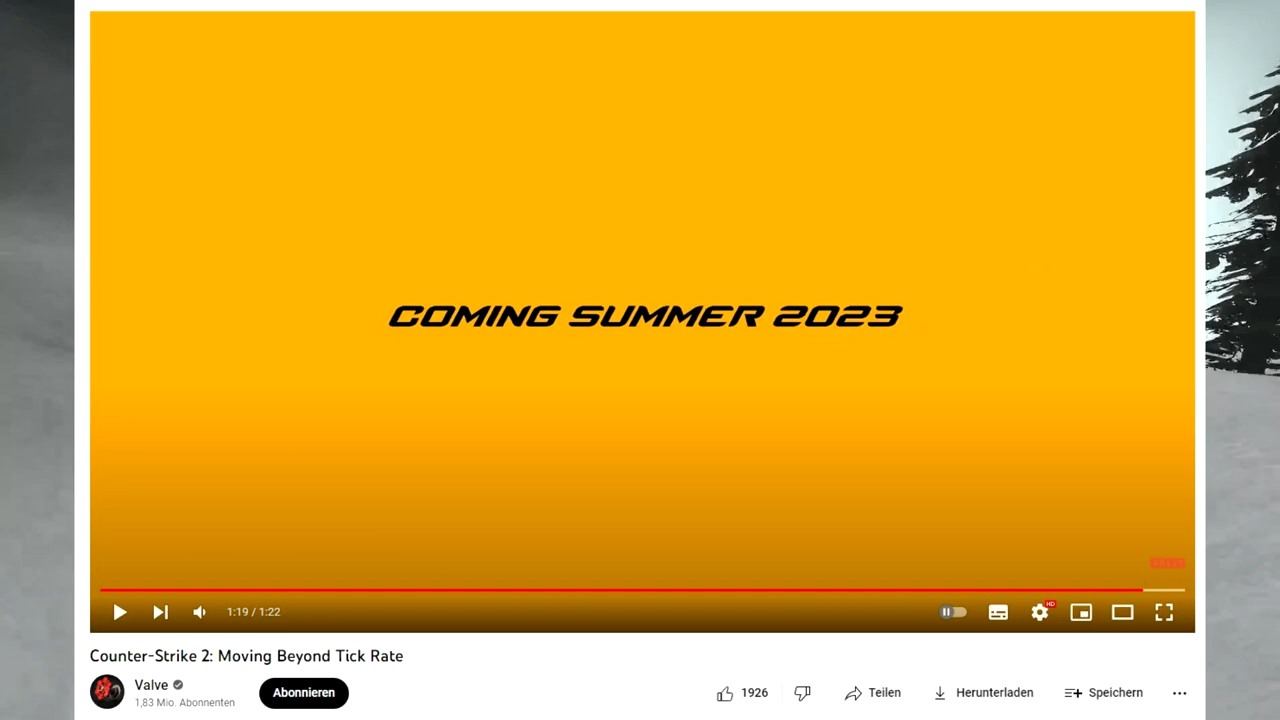 COMING SUMMER 2023
1:19 / 1:22
HD
Counter-Strike 2: Moving Beyond Tick Rate
Valve
1,83 Mio. Abonnenten
Abonnieren
1926
Teilen
Herunterladen
Speichern